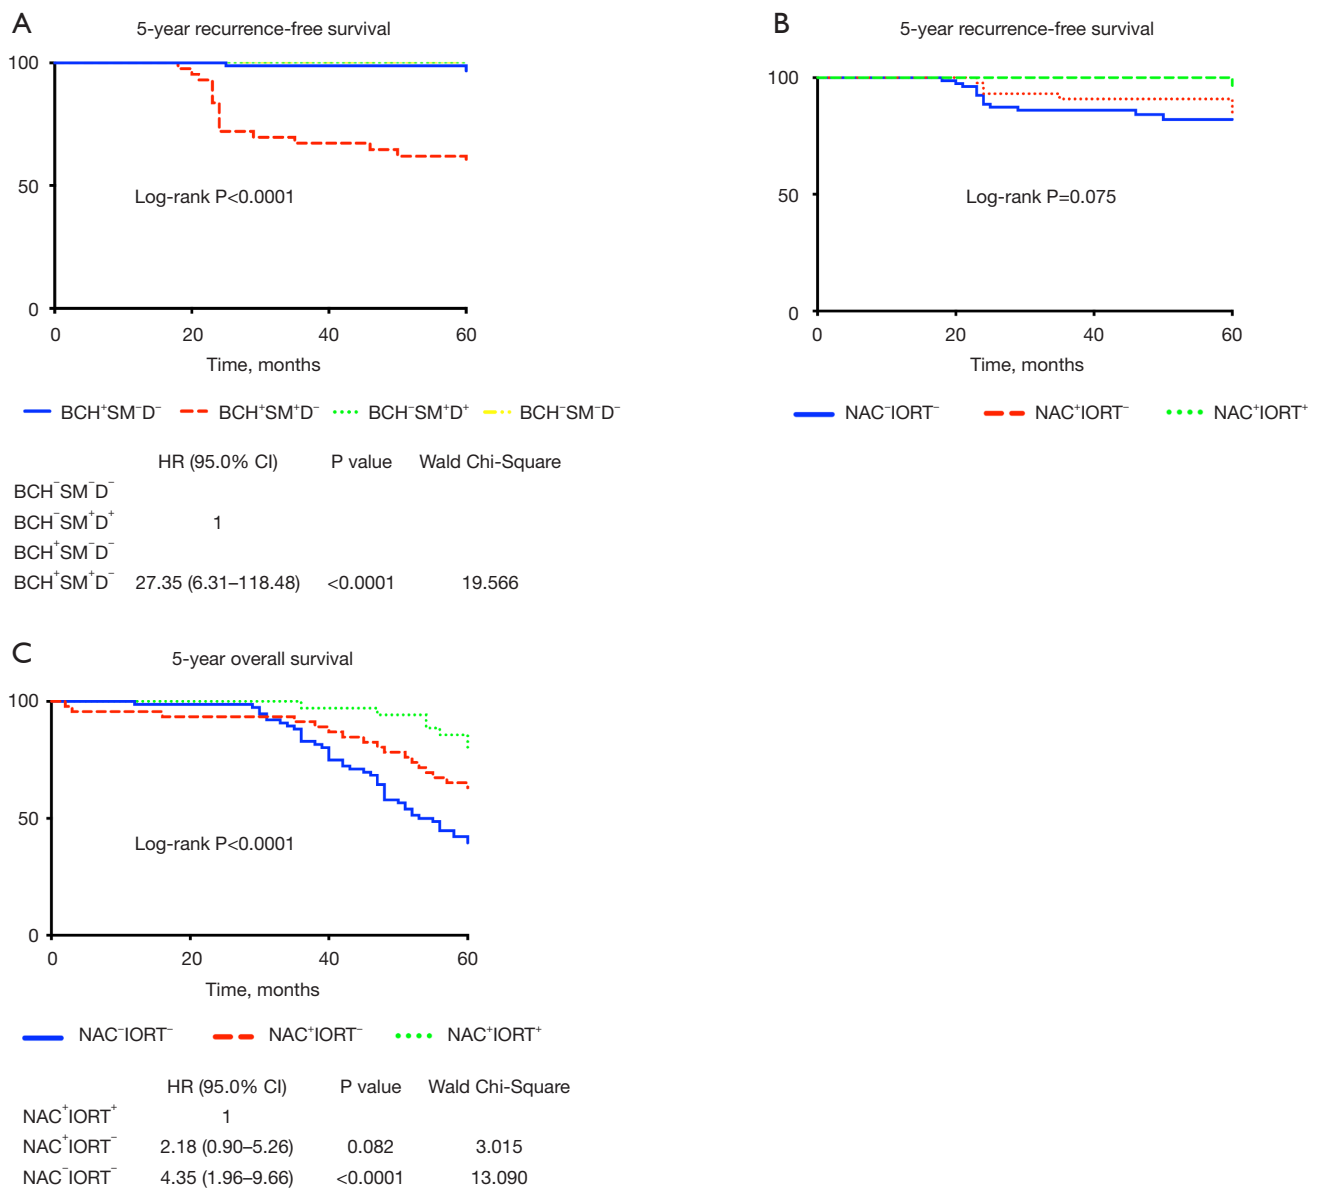 A
5-year recurrence-free survival
100
50
0
Log-rank P<0.0001
0 20 40 60
Time, months
BCH⁺SM⁻D⁻ BCH⁺SM⁺D⁻ BCH⁻SM⁺D⁺ BCH⁻SM⁻D⁻
HR (95.0% CI) P value Wald Chi-Square
BCH⁻SM⁻D⁻
BCH⁻SM⁺D⁺ 1
BCH⁺SM⁻D⁻
BCH⁺SM⁺D⁻ 27.35 (6.31–118.48) <0.0001 19.566
B
5-year recurrence-free survival
100
50
0
Log-rank P=0.075
0 20 40 60
Time, months
NAC⁻IORT⁻ NAC⁺IORT⁻ NAC⁺IORT⁺
C
5-year overall survival
100
50
0
Log-rank P<0.0001
0 20 40 60
Time, months
NAC⁻IORT⁻ NAC⁺IORT⁻ NAC⁺IORT⁺
HR (95.0% CI) P value Wald Chi-Square
NAC⁺IORT⁺ 1
NAC⁺IORT⁻ 2.18 (0.90–5.26) 0.082 3.015
NAC⁻IORT⁻ 4.35 (1.96–9.66) <0.0001 13.090